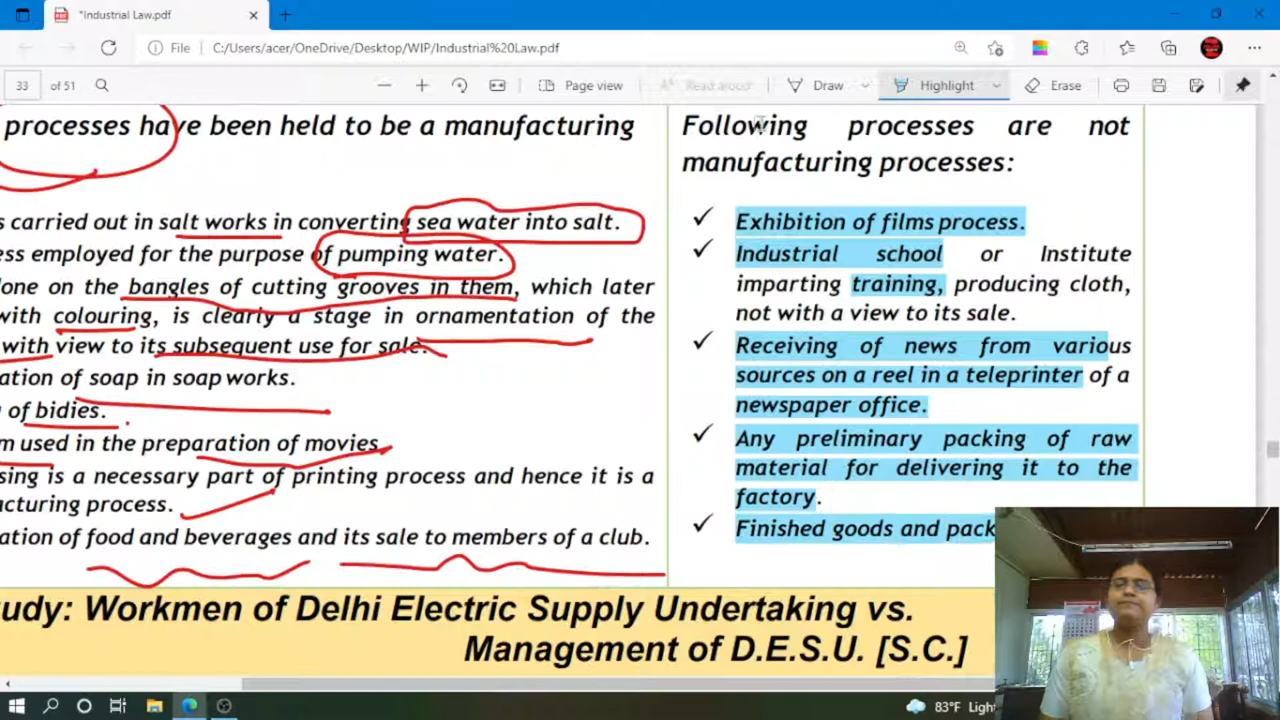 *Industrial Law.pdf
File
C:/Users/acer/OneDrive/Desktop/WIP/Industrial%20Law.pdf
33 of 51
Page view
Read aloud
Draw
Highlight
Erase
processes have been held to be a manufacturing
s carried out in salt works in converting sea water into salt.
ess employed for the purpose of pumping water.
one on the bangles of cutting grooves in them, which later
with colouring, is clearly a stage in ornamentation of the
with view to its subsequent use for sale.
ation of soap in soap works.
of bidies.
m used in the preparation of movies.
sing is a necessary part of printing process and hence it is a
acturing process.
ation of food and beverages and its sale to members of a club.
Following processes are not
manufacturing processes:
✓ Exhibition of films process.
✓ Industrial school or Institute
imparting training, producing cloth,
not with a view to its sale.
✓ Receiving of news from various
sources on a reel in a teleprinter of a
newspaper office.
✓ Any preliminary packing of raw
material for delivering it to the
factory.
✓ Finished goods and pack
tudy: Workmen of Delhi Electric Supply Undertaking vs.
Management of D.E.S.U. [S.C.]
83°F Ligh